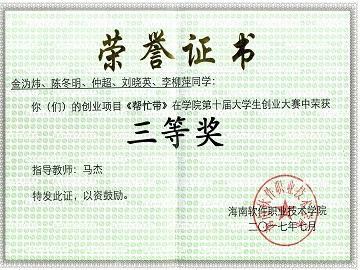 荣誉证书
金沩炜、陈冬明、仲超、刘晓英、李柳萍同学：
你（们）的创业项目《帮忙带》在学院第十届大学生创业大赛中荣获
三等奖
指导教师：马杰
特发此证，以资鼓励。
海南软件职业技术学院
二〇一七年七月